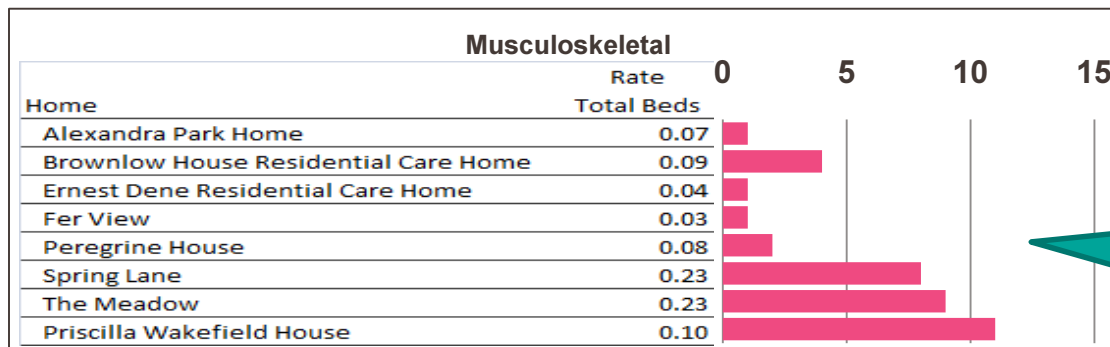 Musculoskeletal
Rate 0 5 10 15
Home Total Beds
Alexandra Park Home 0.07
Brownlow House Residential Care Home 0.09
Ernest Dene Residential Care Home 0.04
Fer View 0.03
Peregrine House 0.08
Spring Lane 0.23
The Meadow 0.23
Priscilla Wakefield House 0.10